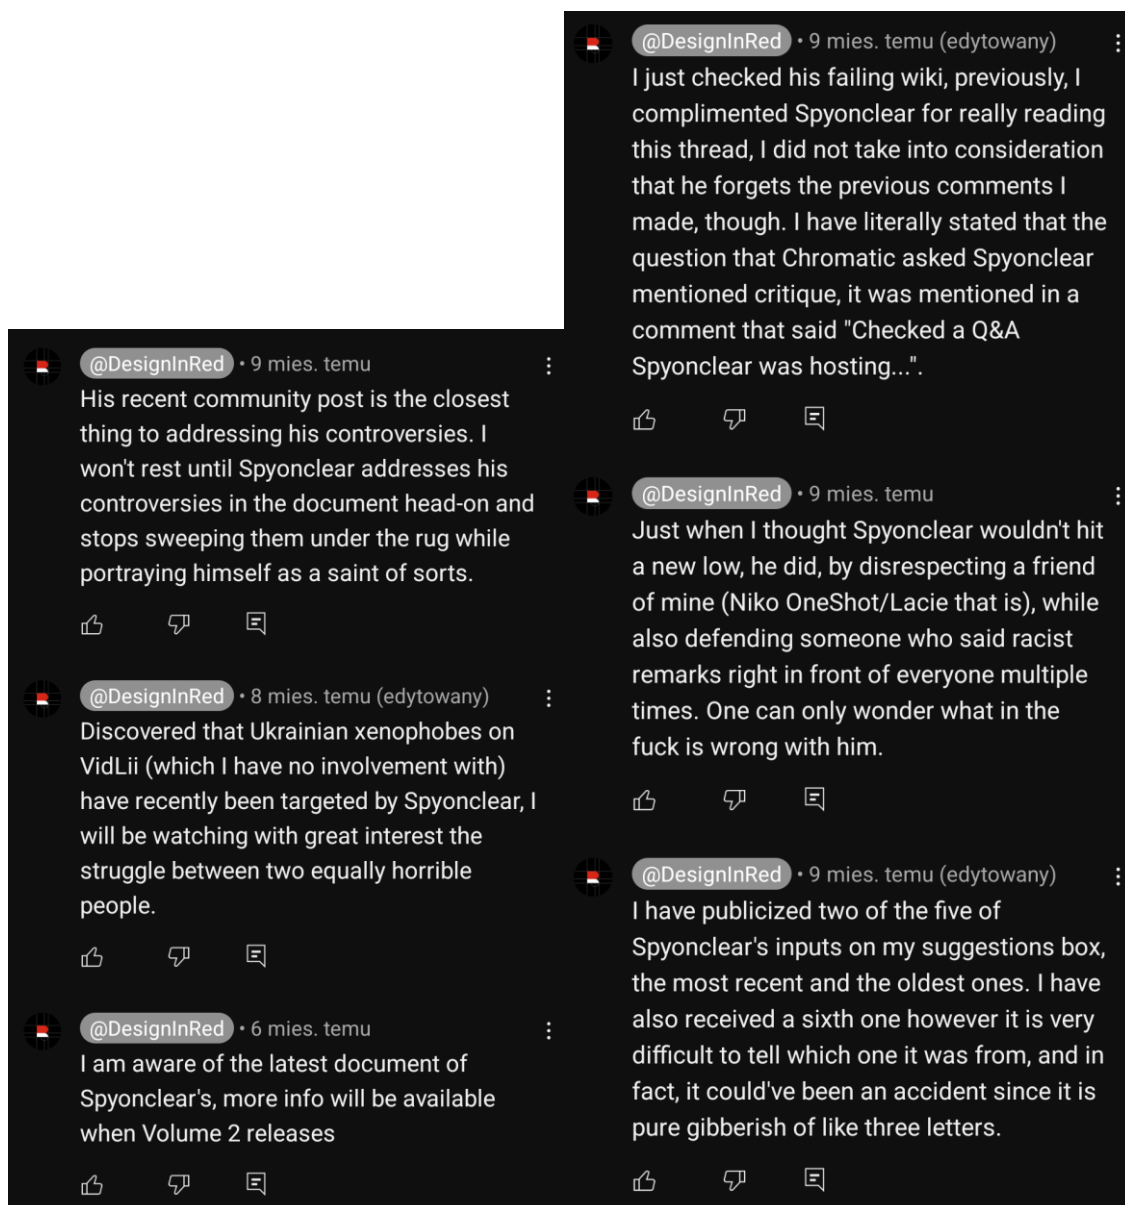 @DesignInRed • 9 mies. temu
His recent community post is the closest
thing to addressing his controversies. I
won't rest until Spyonclear addresses his
controversies in the document head-on and
stops sweeping them under the rug while
portraying himself as a saint of sorts.
@DesignInRed • 8 mies. temu (edytowany)
Discovered that Ukrainian xenophobes on
VidLii (which I have no involvement with)
have recently been targeted by Spyonclear, I
will be watching with great interest the
struggle between two equally horrible
people.
@DesignInRed • 6 mies. temu
I am aware of the latest document of
Spyonclear's, more info will be available
when Volume 2 releases
@DesignInRed • 9 mies. temu (edytowany)
I just checked his failing wiki, previously, I
complimented Spyonclear for really reading
this thread, I did not take into consideration
that he forgets the previous comments I
made, though. I have literally stated that the
question that Chromatic asked Spyonclear
mentioned critique, it was mentioned in a
comment that said "Checked a Q&A
Spyonclear was hosting...".
@DesignInRed • 9 mies. temu
Just when I thought Spyonclear wouldn't hit
a new low, he did, by disrespecting a friend
of mine (Niko OneShot/Lacie that is), while
also defending someone who said racist
remarks right in front of everyone multiple
times. One can only wonder what in the
fuck is wrong with him.
@DesignInRed • 9 mies. temu (edytowany)
I have publicized two of the five of
Spyonclear's inputs on my suggestions box,
the most recent and the oldest ones. I have
also received a sixth one however it is very
difficult to tell which one it was from, and in
fact, it could've been an accident since it is
pure gibberish of like three letters.